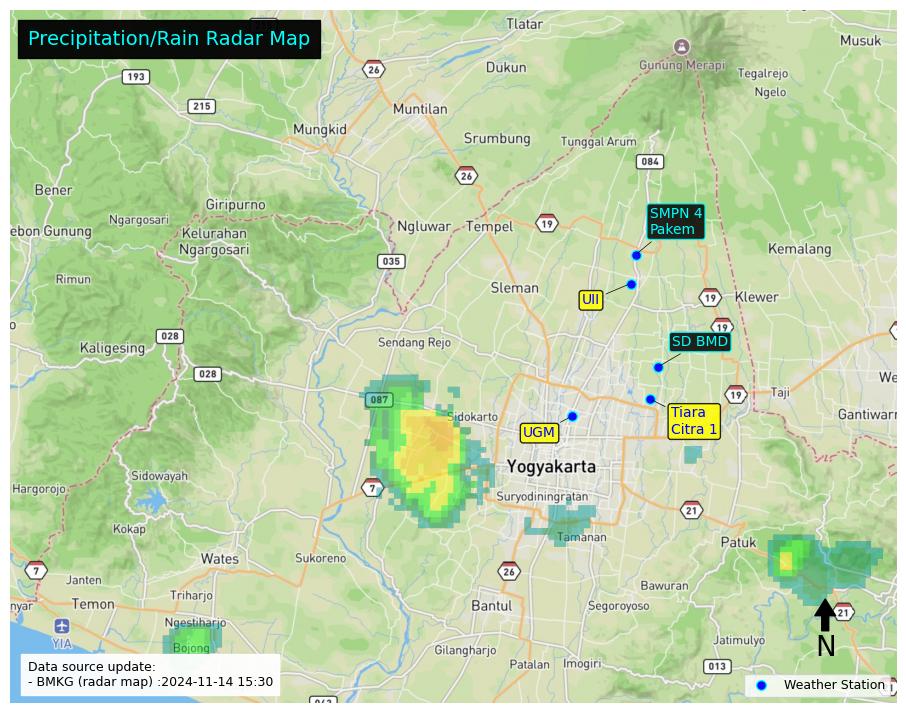 Precipitation/Rain Radar Map
Tlatar
Musuk
26
Gunung Merapi
Dukun
Tegalrejo
193
Ngelo
215
Muntilan
Mungkid
Srumbung
Tunggal Arum
084
26
Bener
Giripurno
SMPN 4
Pakem
Ngargosari
ebon Gunung
Kelurahan
Ngargosari
Ngluwar
Tempel
19
Kemalang
035
Rimun
Sleman
UII
19
Klewer
19
028
Kaligesing
Sendang Rejo
SD BMD
028
We
087
19
Taji
Sidokarto
Tiara
Citra 1
Gantiwarn
UGM
Yogyakarta
Sidowayah
Hargorojo
7
Suryodiningratan
21
Kokap
Tamanan
Patuk
Wates
Sukoreno
7
Janten
26
Bawuran
Triharjo
nyar
Temon
Bantul
Segoroyoso
21
Ngestiharjo
YIA
Bojong
Jatimulyo
N
Gilangharjo
Patalan
Imogiri
013
Data source update:
- BMKG (radar map) :2024-11-14 15:30
Weather Station